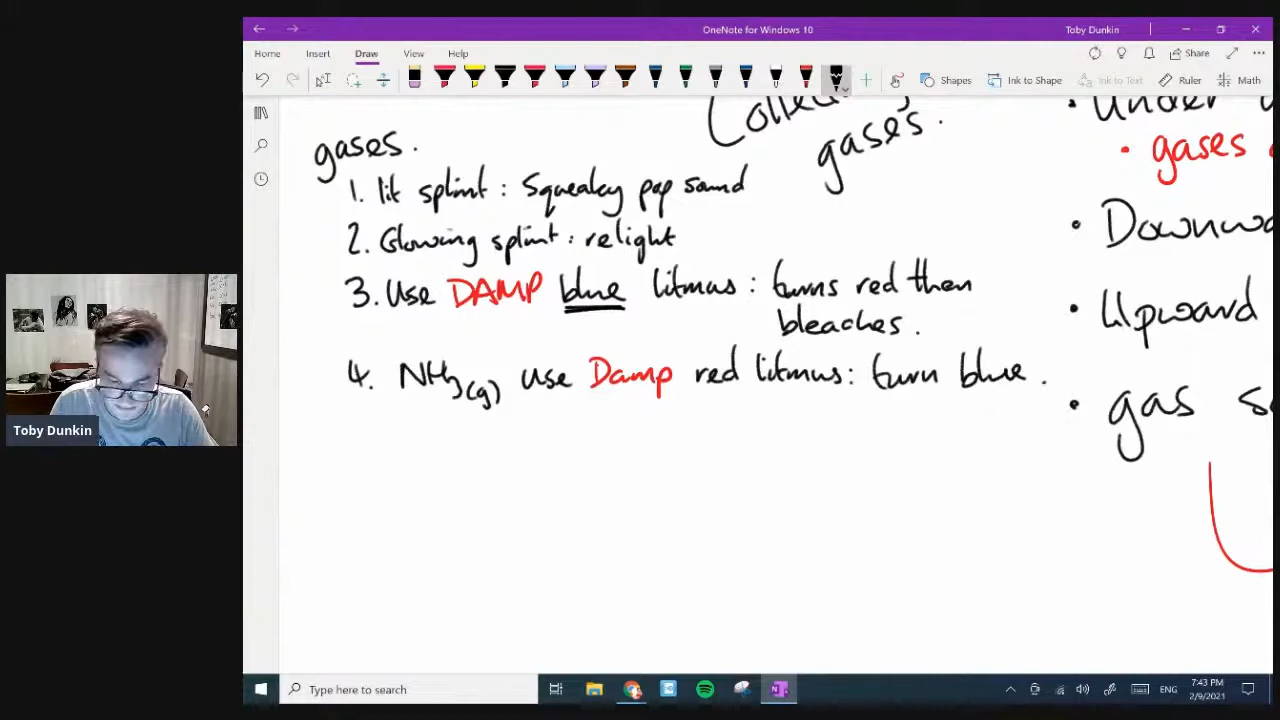 OneNote for Windows 10
Toby Dunkin
Home Insert Draw View Help
Share
Shapes
Ink to Shape
Ink to Text
Ruler
Math
Collecting
gases.
gases.
1. lit splint : Squeaky pop sound
2. Glowing splint : relight
3. Use DAMP blue litmus : turns red then
bleaches.
4. NH3(g) use Damp red litmus : turn blue.
• Under
• gases
• Downwa
• Upward
• gas s
Toby Dunkin
Type here to search
ENG
7:43 PM
2/9/2021